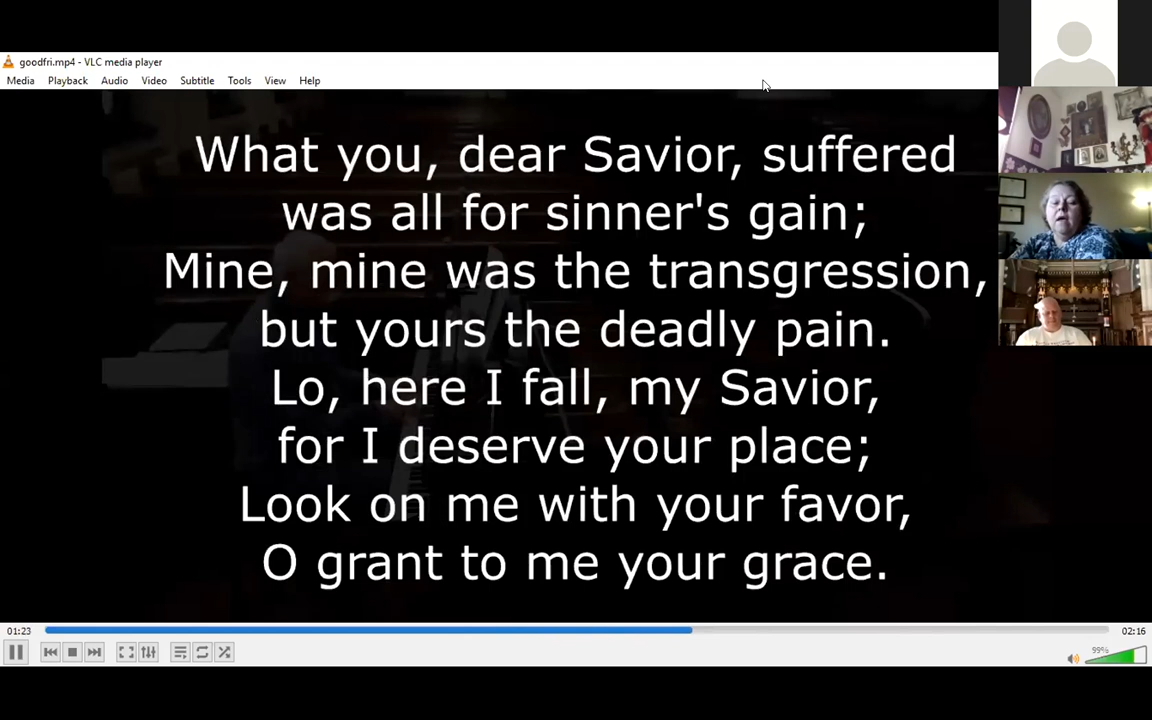 goodfri.mp4 - VLC media player
Media Playback Audio Video Subtitle Tools View Help
What you, dear Savior, suffered
was all for sinner's gain;
Mine, mine was the transgression,
but yours the deadly pain.
Lo, here I fall, my Savior,
for I deserve your place;
Look on me with your favor,
O grant to me your grace.
01:23
02:16
99%